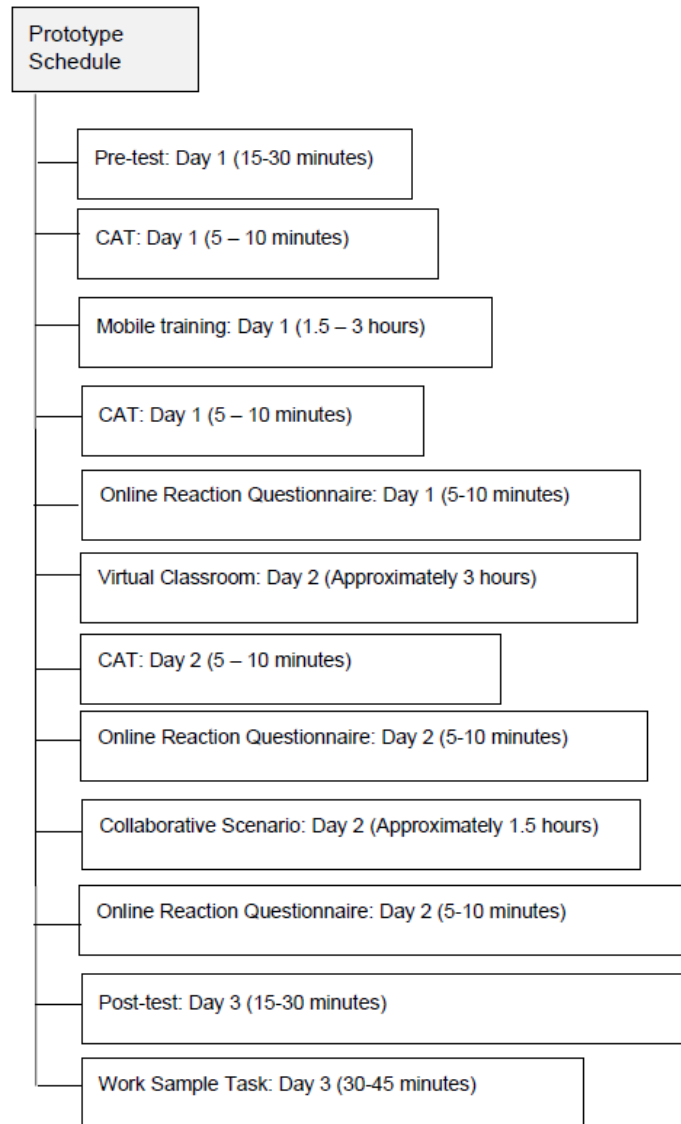 Prototype
Schedule
Pre-test: Day 1 (15-30 minutes)
CAT: Day 1 (5 – 10 minutes)
Mobile training: Day 1 (1.5 – 3 hours)
CAT: Day 1 (5 – 10 minutes)
Online Reaction Questionnaire: Day 1 (5-10 minutes)
Virtual Classroom: Day 2 (Approximately 3 hours)
CAT: Day 2 (5 – 10 minutes)
Online Reaction Questionnaire: Day 2 (5-10 minutes)
Collaborative Scenario: Day 2 (Approximately 1.5 hours)
Online Reaction Questionnaire: Day 2 (5-10 minutes)
Post-test: Day 3 (15-30 minutes)
Work Sample Task: Day 3 (30-45 minutes)